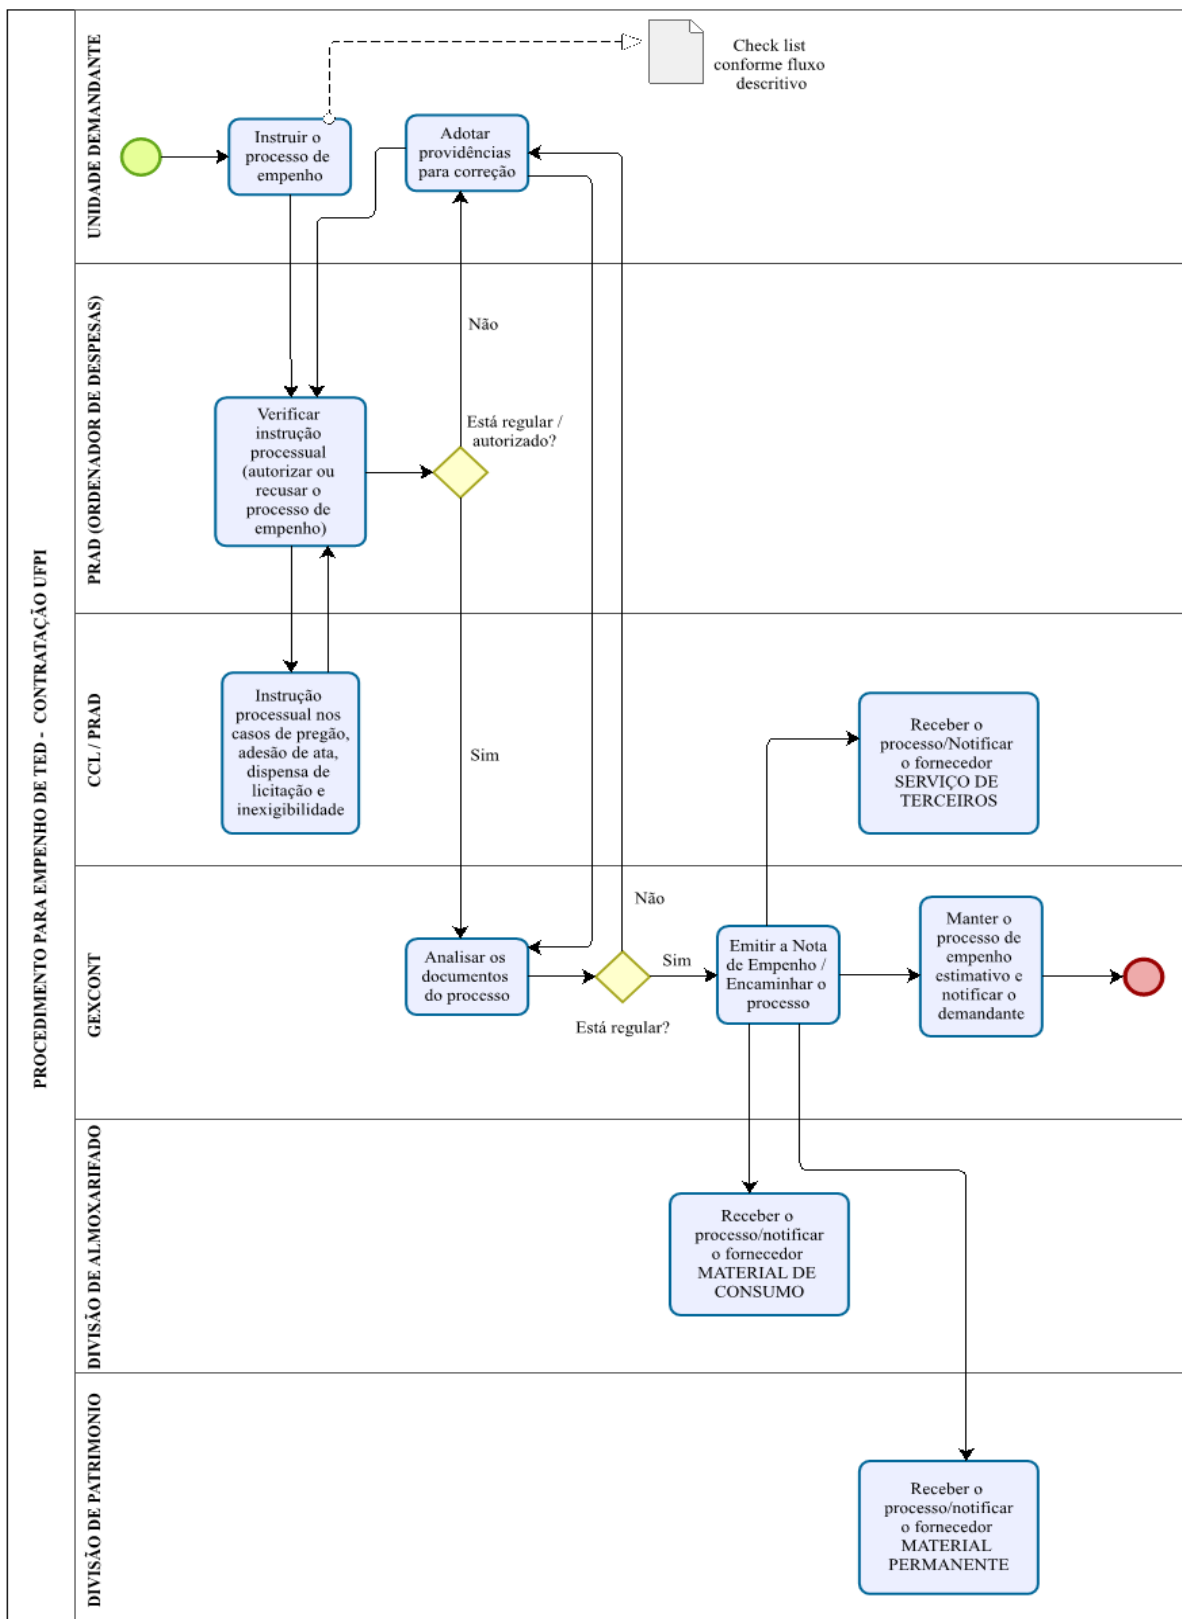 PROCEDIMENTO PARA EMPENHO DE TED - CONTRATAÇÃO UFPI
UNIDADE DEMANDANTE
Check list
conforme fluxo
descritivo
Instruir o
processo de
empenho
Adotar
providências
para correção
PRAD (ORDENADOR DE DESPESAS)
Não
Está regular /
autorizado?
Verificar
instrução
processual
(autorizar ou
recusar o
processo de
empenho)
CCL / PRAD
Instrução
processual nos
casos de pregão,
adesão de ata,
dispensa de
licitação e
inexigibilidade
Sim
Receber o
processo/Notificar
o fornecedor
SERVIÇO DE
TERCEIROS
GEXCONT
Analisar os
documentos
do processo
Não
Sim
Está regular?
Emitir a Nota
de Empenho /
Encaminhar o
processo
Manter o
processo de
empenho
estimativo e
notificar o
demandante
DIVISÃO DE ALMOXARIFADO
Receber o
processo/notificar
o fornecedor
MATERIAL DE
CONSUMO
DIVISÃO DE PATRIMONIO
Receber o
processo/notificar
o fornecedor
MATERIAL
PERMANENTE